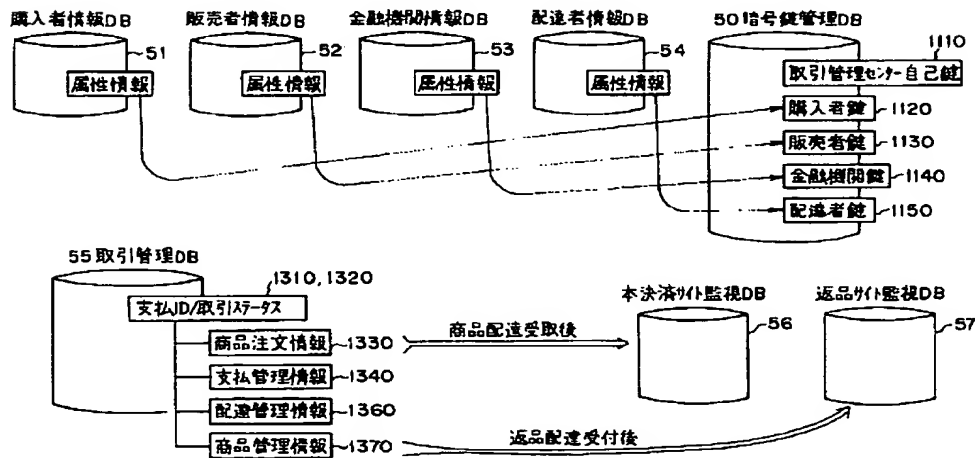 購入者情報DB
販売者情報DB
金融機関情報DB
配達者情報DB
50暗号鍵管理DB
51
52
53
54
1110
属性情報
属性情報
属性情報
属性情報
取引管理センター自己鍵
購入者鍵
1120
販売者鍵
1130
金融機関鍵
1140
配達者鍵
1150
55取引管理DB
1310,1320
支払ID/取引ステータス
本決済サイト監視DB
返品サイト監視DB
商品注文情報
1330
商品配達受取後
56
57
支払管理情報
1340
配達管理情報
1360
商品管理情報
1370
返品配達受付後